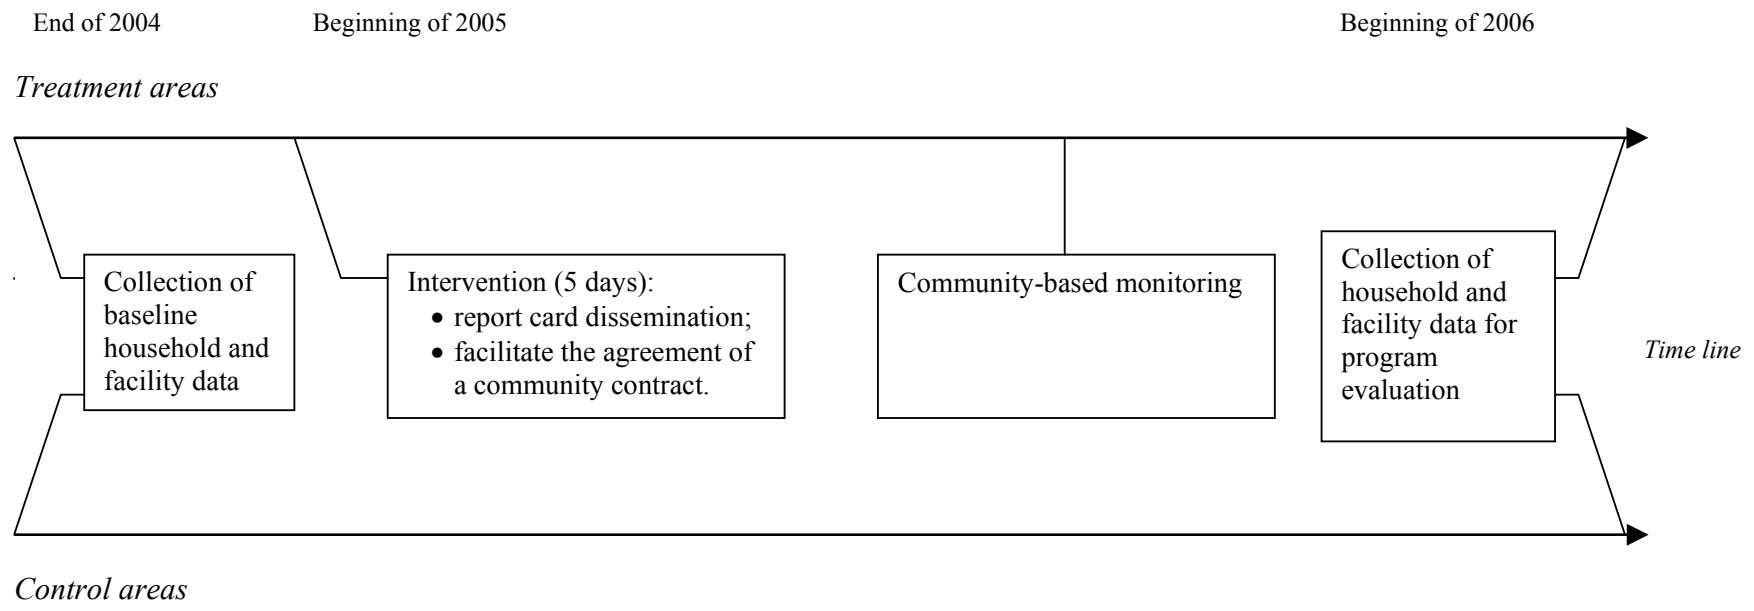 End of 2004
Beginning of 2005
Beginning of 2006
Treatment areas
Collection of
baseline
household and
facility data
Intervention (5 days):
• report card dissemination;
• facilitate the agreement of
a community contract.
Community-based monitoring
Collection of
household and
facility data for
program
evaluation
Time line
Control areas